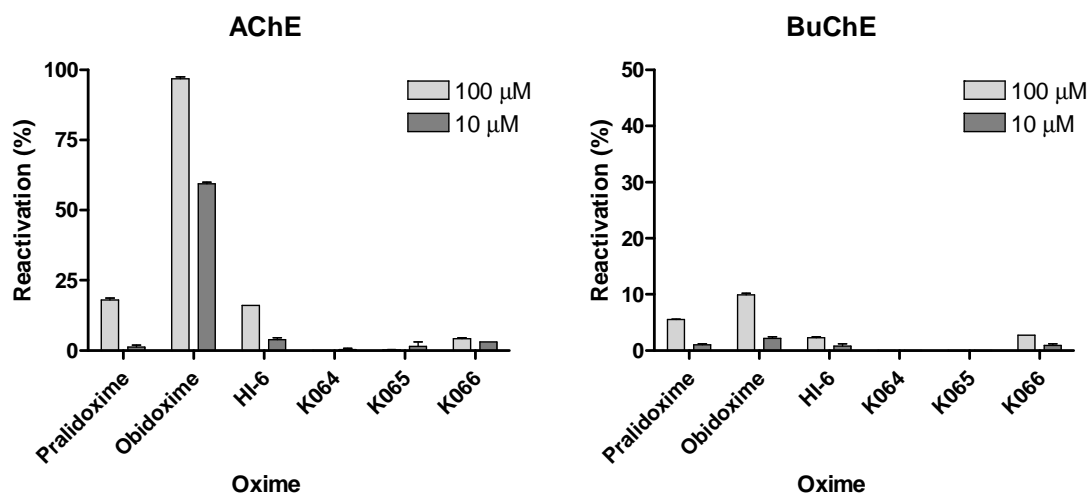 AChE
100
75
50
25
0
Reactivation (%)
100 μM
10 μM
Pralidoxime
Obidoxime
HI-6
K064
K065
K066
Oxime
BuChE
50
40
30
20
10
0
Reactivation (%)
100 μM
10 μM
Pralidoxime
Obidoxime
HI-6
K064
K065
K066
Oxime